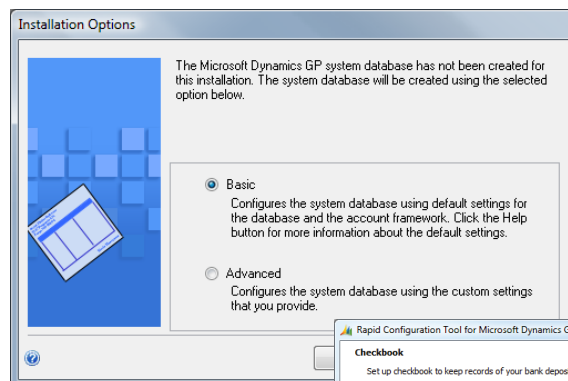 Installation Options
The Microsoft Dynamics GP system database has not been created for
this installation. The system database will be created using the selected
option below.
Basic
Configures the system database using default settings for
the database and the account framework. Click the Help
button for more information about the default settings.
Advanced
Configures the system database using the custom settings
that you provide.
Rapid Configuration Tool for Microsoft Dynamics
Checkbook
Set up checkbook to keep records of your bank